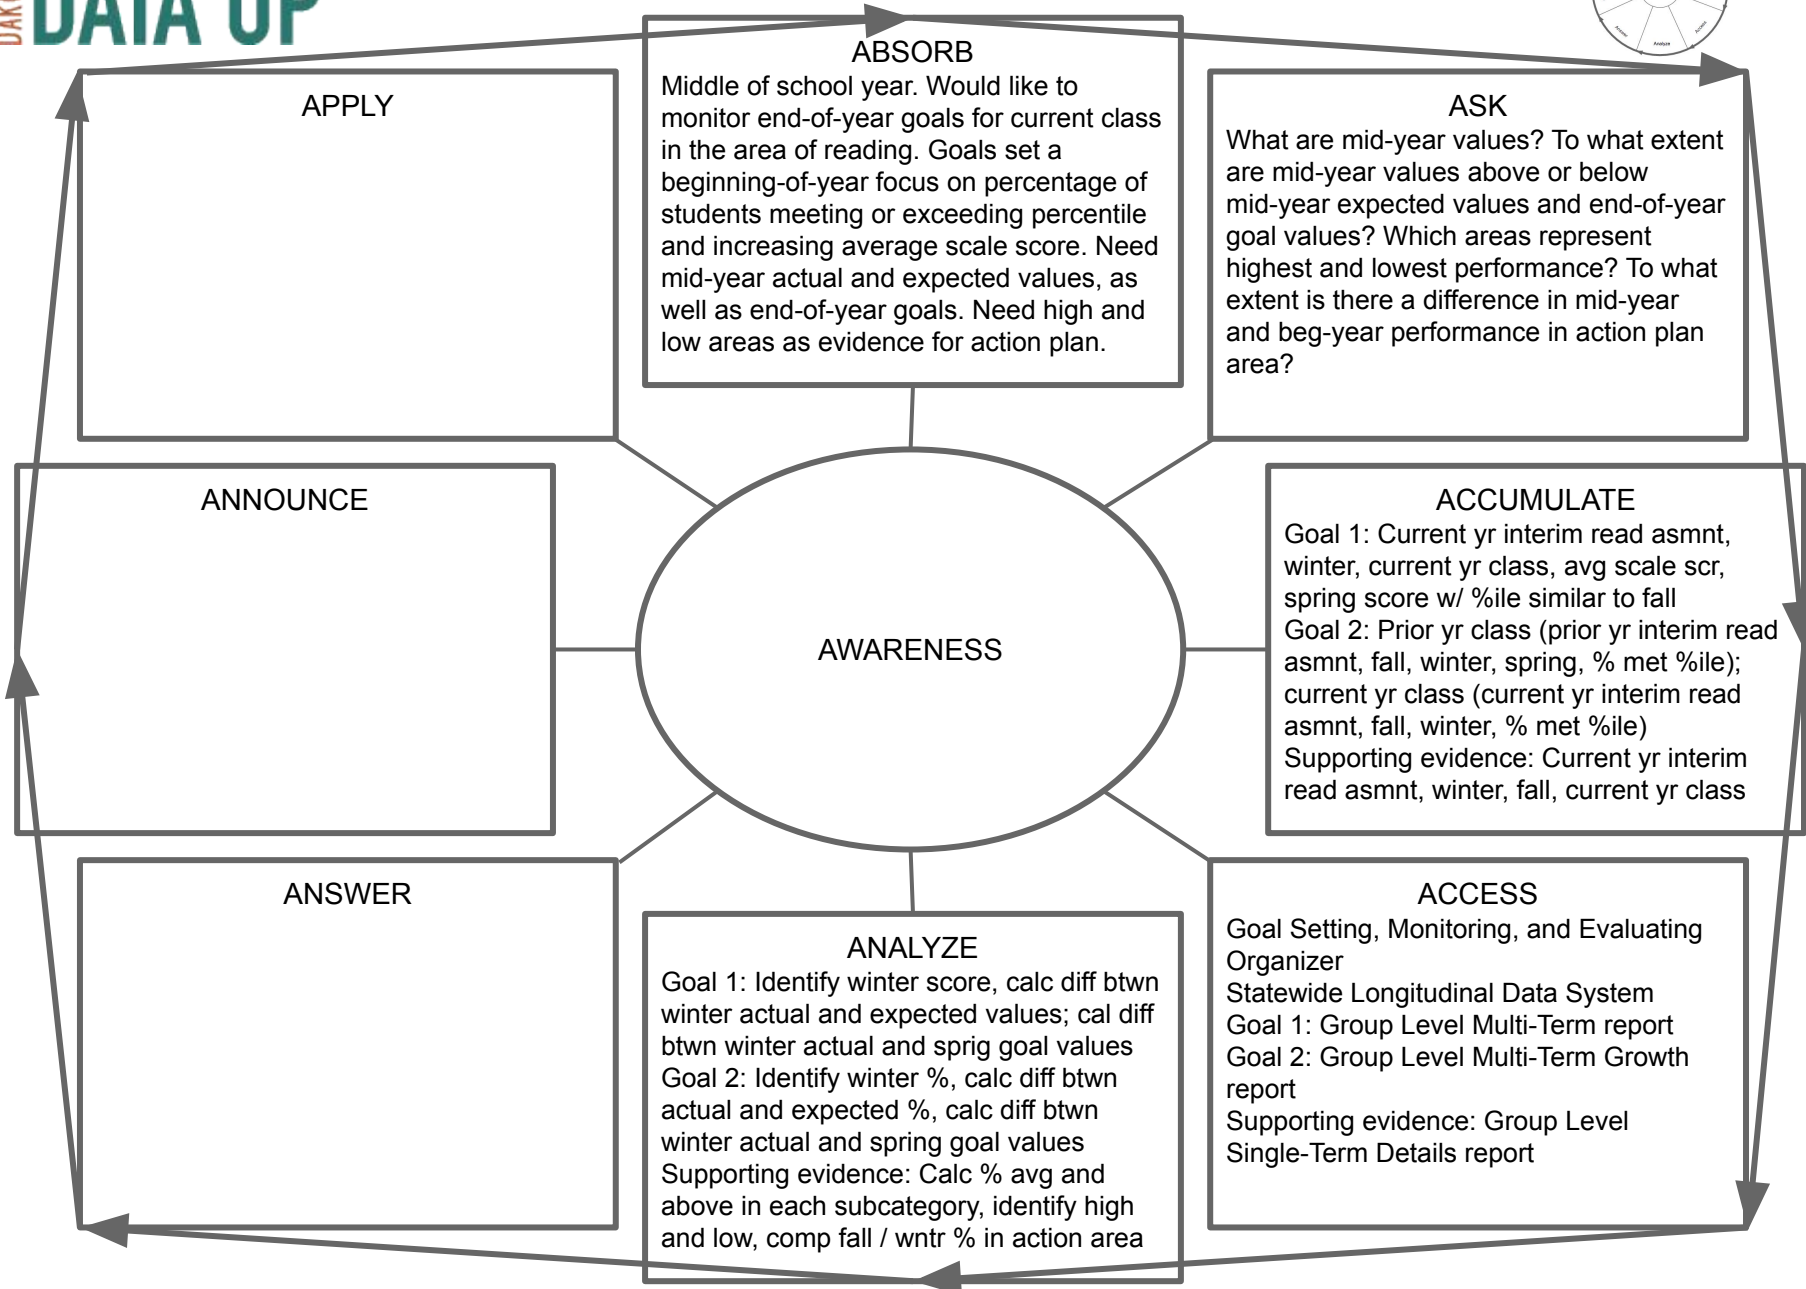 DATA UP
Analyze
ABSORB
Middle of school year. Would like to
monitor end-of-year goals for current class
in the area of reading. Goals set a
beginning-of-year focus on percentage of
students meeting or exceeding percentile
and increasing average scale score. Need
mid-year actual and expected values, as
well as end-of-year goals. Need high and
low areas as evidence for action plan.
ASK
What are mid-year values? To what extent
are mid-year values above or below
mid-year expected values and end-of-year
goal values? Which areas represent
highest and lowest performance? To what
extent is there a difference in mid-year
and beg-year performance in action plan
area?
ACCUMULATE
Goal 1: Current yr interim read asmnt,
winter, current yr class, avg scale scr,
spring score w/ %ile similar to fall
Goal 2: Prior yr class (prior yr interim read
asmnt, fall, winter, spring, % met %ile);
current yr class (current yr interim read
asmnt, fall, winter, % met %ile)
Supporting evidence: Current yr interim
read asmnt, winter, fall, current yr class
ACCESS
Goal Setting, Monitoring, and Evaluating
Organizer
Statewide Longitudinal Data System
Goal 1: Group Level Multi-Term report
Goal 2: Group Level Multi-Term Growth
report
Supporting evidence: Group Level
Single-Term Details report
ANALYZE
Goal 1: Identify winter score, calc diff btwn
winter actual and expected values; cal diff
btwn winter actual and sprig goal values
Goal 2: Identify winter %, calc diff btwn
actual and expected %, calc diff btwn
winter actual and spring goal values
Supporting evidence: Calc % avg and
above in each subcategory, identify high
and low, comp fall / wntr % in action area
ANSWER
ANNOUNCE
APPLY
AWARENESS